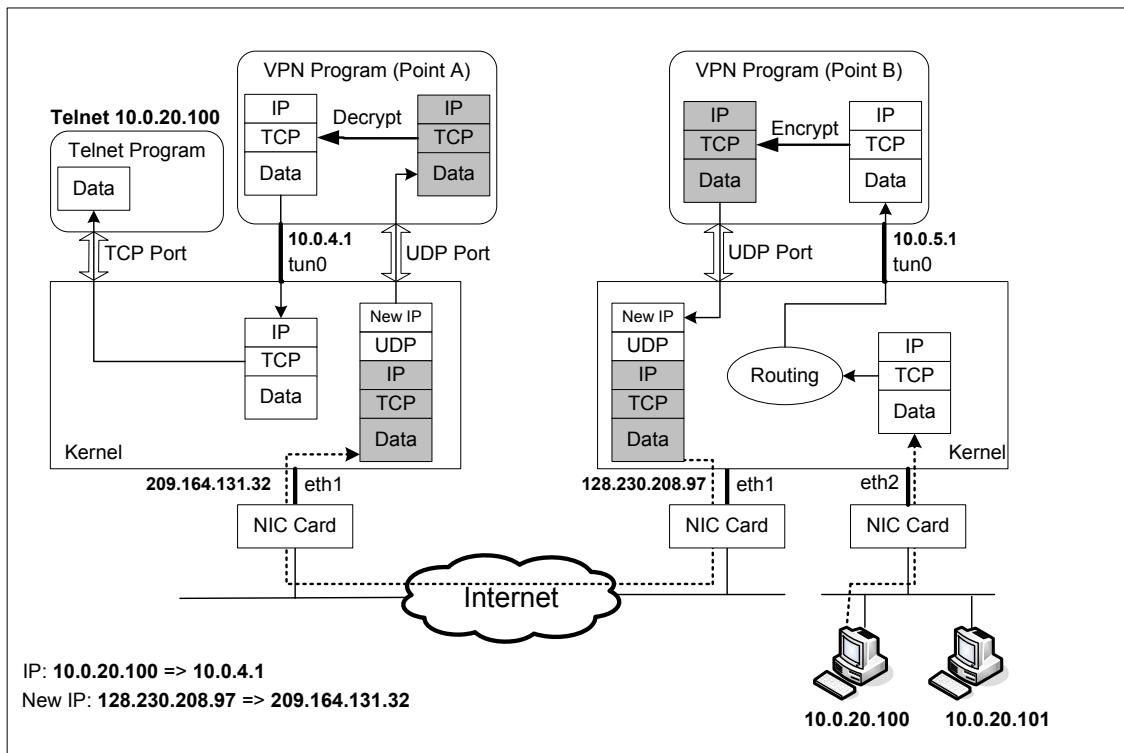 VPN Program (Point A)
IP
TCP
Data
Decrypt
IP
TCP
Data
Telnet 10.0.20.100
Telnet Program
Data
TCP Port
10.0.4.1
tun0
UDP Port
IP
TCP
Data
New IP
UDP
IP
TCP
Data
Kernel
209.164.131.32
eth1
NIC Card
VPN Program (Point B)
IP
TCP
Data
Encrypt
IP
TCP
Data
UDP Port
10.0.5.1
tun0
New IP
UDP
IP
TCP
Data
Routing
IP
TCP
Data
Kernel
128.230.208.97
eth1
eth2
NIC Card
NIC Card
Internet
IP: 10.0.20.100 => 10.0.4.1
New IP: 128.230.208.97 => 209.164.131.32
10.0.20.100
10.0.20.101